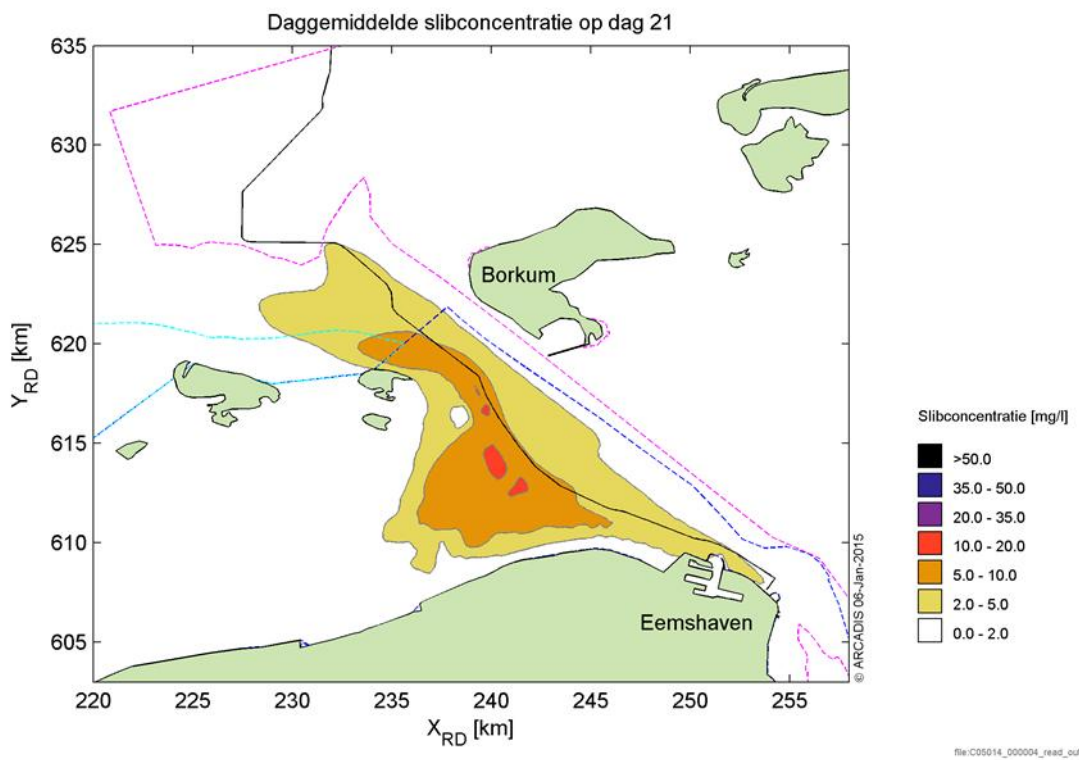 Daggemiddelde slibconcentratie op dag 21
635
630
625
620
615
610
605
Y_RD [km]
Borkum
Eemshaven
© ARCADIS 06-Jan-2015
220 225 230 235 240 245 250 255
X_RD [km]
Slibconcentratie [mg/l]
>50.0
35.0 - 50.0
20.0 - 35.0
10.0 - 20.0
5.0 - 10.0
2.0 - 5.0
0.0 - 2.0
file:C05014_000004_read_out